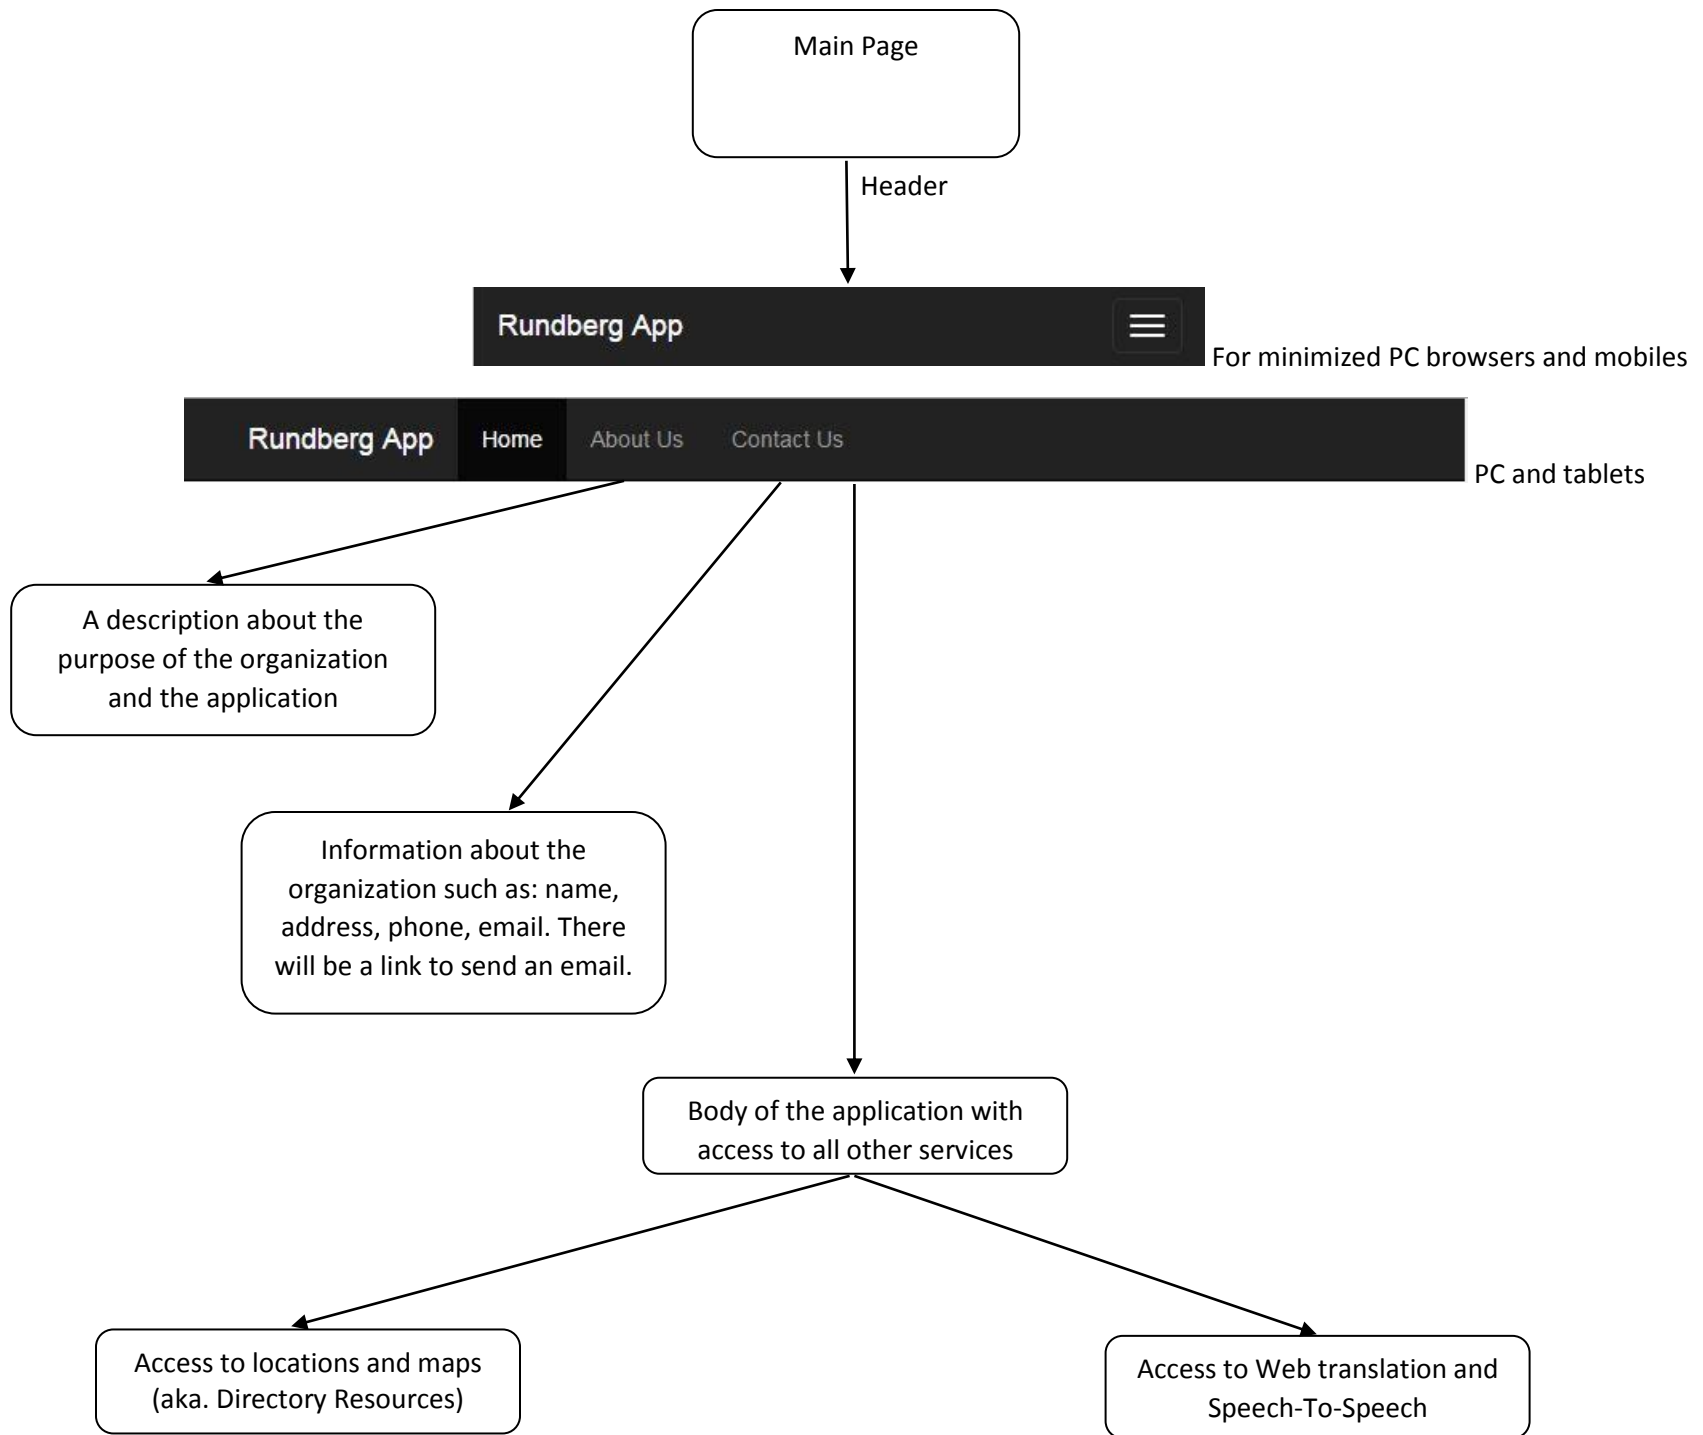 Main Page
Header
Rundberg App
For minimized PC browsers and mobiles
Rundberg App Home About Us Contact Us
PC and tablets
A description about the
purpose of the organization
and the application
Information about the
organization such as: name,
address, phone, email. There
will be a link to send an email.
Body of the application with
access to all other services
Access to locations and maps
(aka. Directory Resources)
Access to Web translation and
Speech-To-Speech